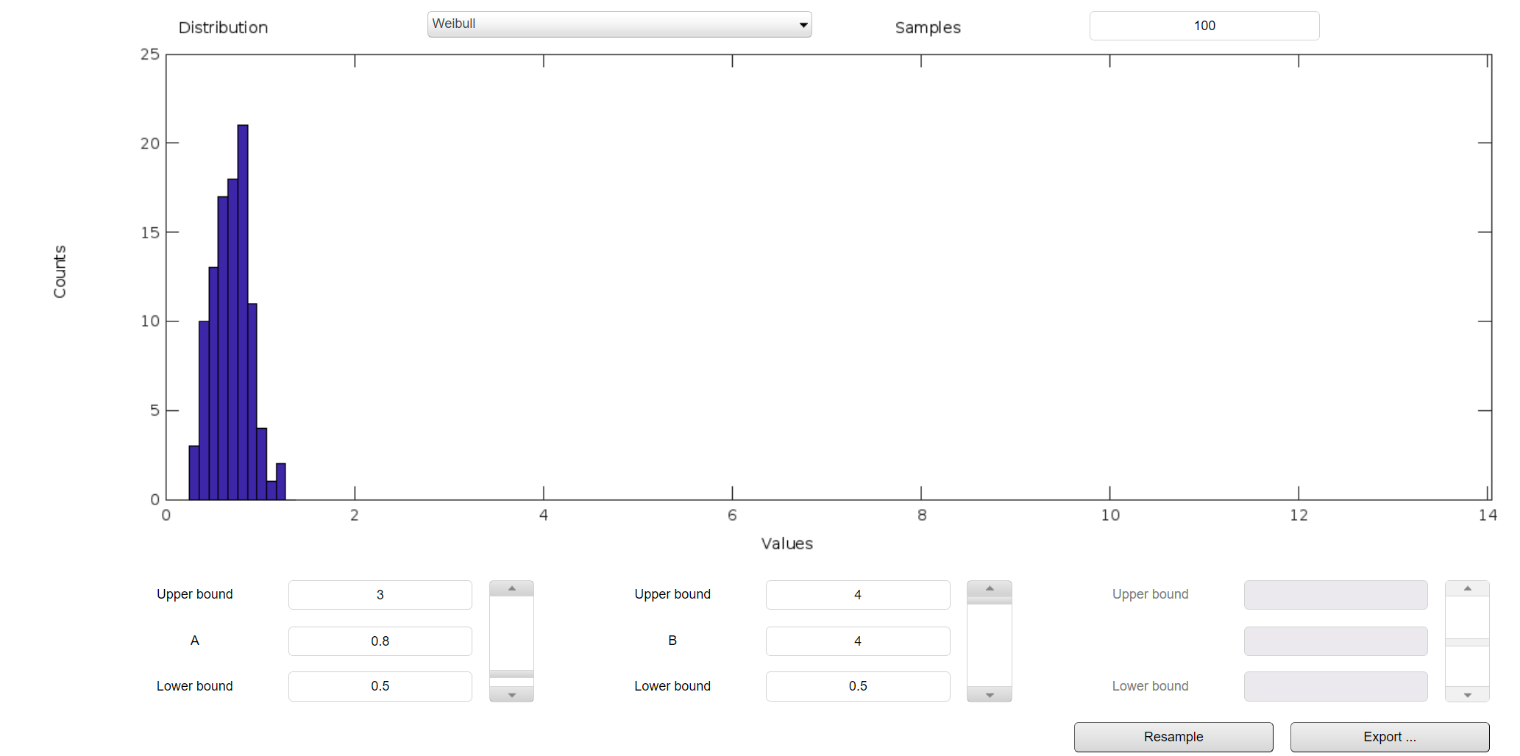 Distribution Weibull Samples 100
25
20
15
10
5
0
Counts
0 2 4 6 8 10 12 14
Values
Upper bound 3 Upper bound 4 Upper bound
A 0.8 B 4
Lower bound 0.5 Lower bound 0.5 Lower bound
Resample Export ...